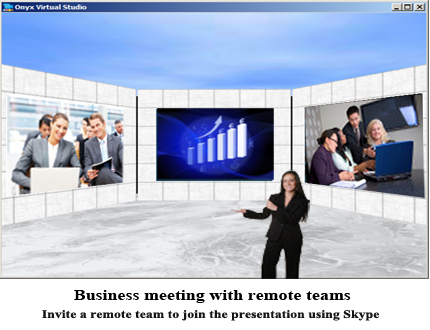 Onyx Virtual Studio
Business meeting with remote teams
Invite a remote team to join the presentation using Skype